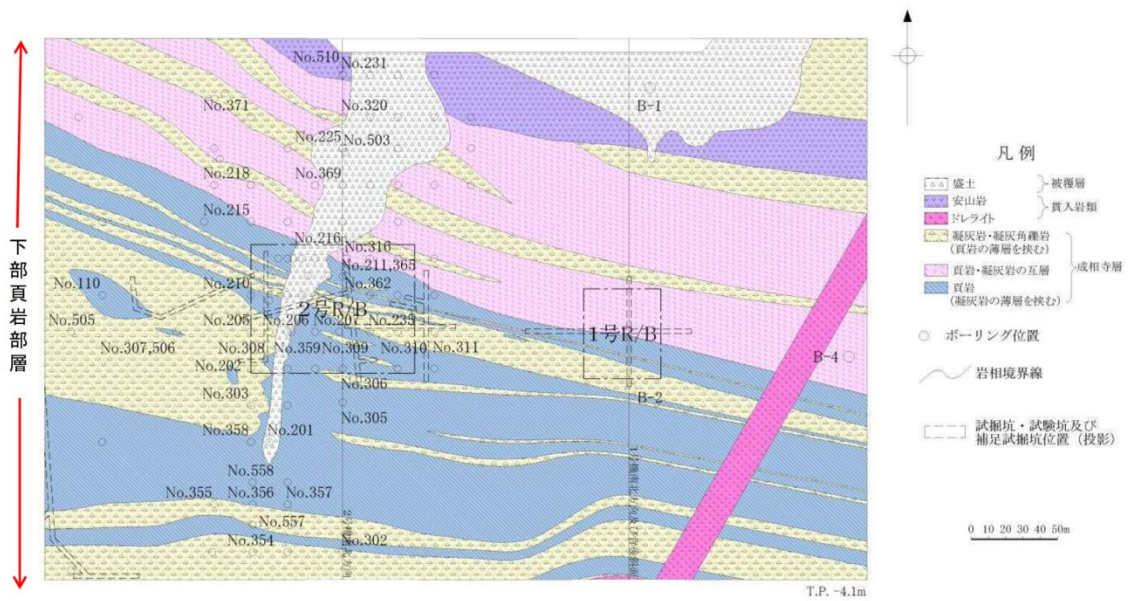 下部頁岩部層
No.510
No.231
B-1
No.371
No.320
No.225
No.503
No.218
No.369
No.215
No.216
No.316
No.211,365
No.110
No.210
No.362
2号R/B
No.505
No.205
No.206
No.207
No.235
1号R/B
No.307,506
No.308
No.359
No.309
No.310
No.311
B-4
No.202
No.306
No.303
B-2
No.305
No.358
No.201
No.558
No.355
No.356
No.357
No.557
No.354
No.302
T.P. -4.1m
凡例
盛土
被覆層
安山岩
貫入岩類
ドレライト
凝灰岩・凝灰角礫岩
(頁岩の薄層を挟む)
頁岩・凝灰岩の互層
成相寺層
頁岩
(凝灰岩の薄層を挟む)
ボーリング位置
岩相境界線
試掘坑・試験坑及び
補足試掘坑位置(投影)
0 10 20 30 40 50m